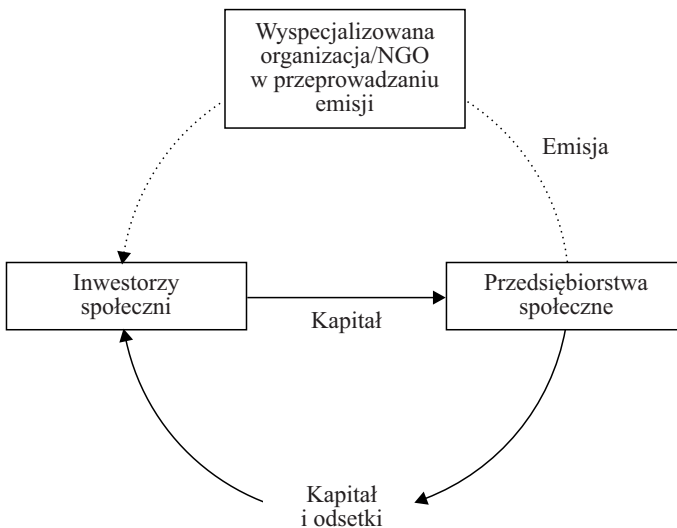 Wyspecjalizowana
organizacja/NGO
w przeprowadzaniu
emisji
Emisja
Inwestorzy
społeczni
Kapitał
Przedsiębiorstwa
społeczne
Kapitał
i odsetki